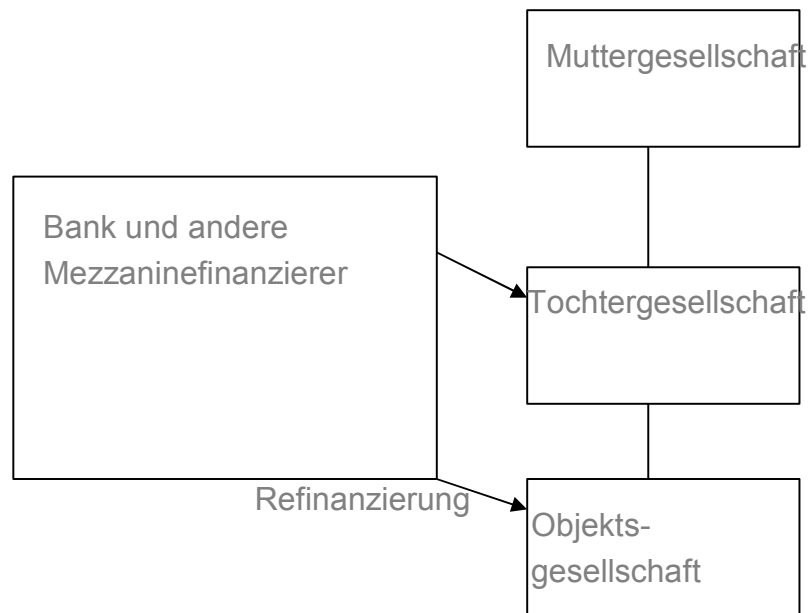 Muttergesellschaft
Bank und andere
Mezzaninefinanzierer
Tochtergesellschaft
Refinanzierung
Objekts-
gesellschaft